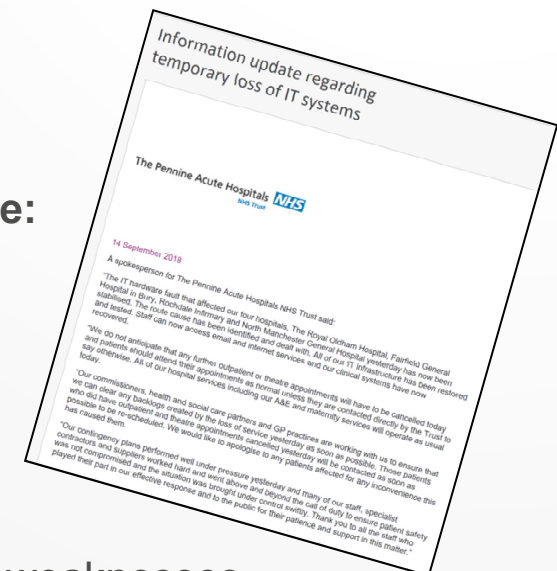 Information update regarding
temporary loss of IT systems
The Pennine Acute Hospitals NHS
NHS Trust
e:
14 September 2018
A spokesperson for The Pennine Acute Hospitals NHS Trust said:
"The IT hardware fault that affected our four hospitals, The Royal Oldham Hospital, Fairfield General
Hospital in Bury, Rochdale Infirmary and North Manchester General Hospital yesterday has now been
stabilised. The route cause has been identified and dealt with. All of our IT infrastructure has been restored
and tested. Staff can now access email and internet services and our clinical systems have now
recovered.
"We do not anticipate that any further outpatient or theatre appointments will have to be cancelled today
and patients should attend their appointments as normal unless they are contacted directly by the Trust to
say otherwise. All of our hospital services including our A&E and maternity services will operate as usual
today.
"Our commissioners, health and social care partners and GP practices are working with us to ensure that
we can clear any backlogs created by the loss of service yesterday as soon as possible. Those patients
who did have outpatient and theatre appointments cancelled yesterday will be contacted as soon as
possible to be re-scheduled. We would like to apologise to any patients affected for any inconvenience this
has caused them.
"Our contingency plans performed well under pressure yesterday and many of our staff, specialist
contractors and suppliers worked hard and went above and beyond the call of duty to ensure patient safety
was not compromised and the situation was brought under control swiftly. Thank you to all the staff who
played their part in our effective response and to the public for their patience and support in this matter."